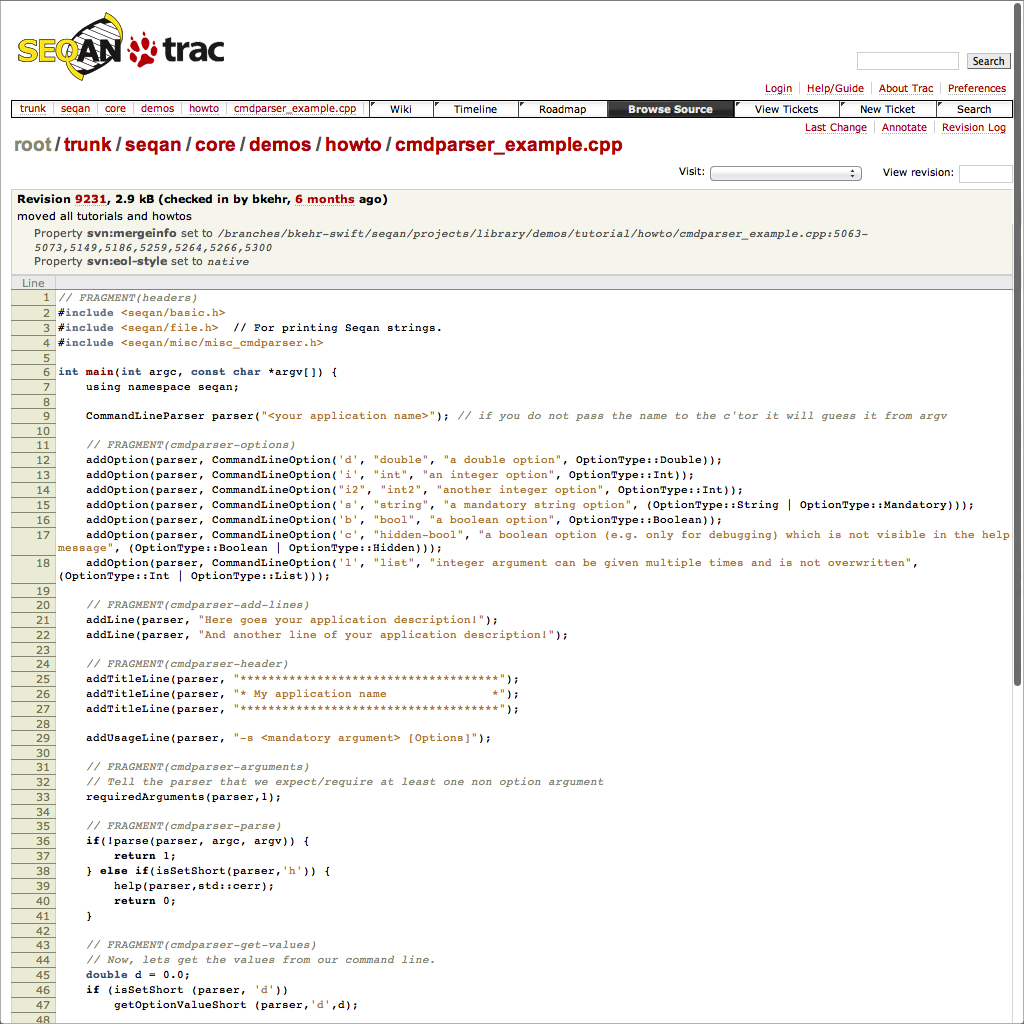 SEQAN trac
Search
Login Help/Guide About Trac Preferences
trunk seqan core demos howto cmdparser_example.cpp Wiki Timeline Roadmap Browse Source View Tickets New Ticket Search
Last Change Annotate Revision Log
root/trunk/seqan/core/demos/howto/cmdparser_example.cpp
Visit: View revision:
Revision 9231, 2.9 kB (checked in by bkehr, 6 months ago)
moved all tutorials and howtos
Property svn:mergeinfo set to /branches/bkehr-swift/seqan/projects/library/demos/tutorial/howto/cmdparser_example.cpp:5063-
5073,5149,5186,5259,5264,5266,5300
Property svn:eol-style set to native
Line
1 // FRAGMENT(headers)
2 #include <seqan/basic.h>
3 #include <seqan/file.h>  // For printing Seqan strings.
4 #include <seqan/misc/misc_cmdparser.h>
5
6 int main(int argc, const char *argv[]) {
7     using namespace seqan;
8
9     CommandLineParser parser("<your application name>"); // if you do not pass the name to the c'tor it will guess it from argv
10
11     // FRAGMENT(cmdparser-options)
12     addOption(parser, CommandLineOption('d', "double", "a double option", OptionType::Double));
13     addOption(parser, CommandLineOption('i', "int", "an integer option", OptionType::Int));
14     addOption(parser, CommandLineOption("i2", "int2", "another integer option", OptionType::Int));
15     addOption(parser, CommandLineOption('s', "string", "a mandatory string option", (OptionType::String | OptionType::Mandatory)));
16     addOption(parser, CommandLineOption('b', "bool", "a boolean option", OptionType::Boolean));
17     addOption(parser, CommandLineOption('c', "hidden-bool", "a boolean option (e.g. only for debugging) which is not visible in the help
message", (OptionType::Boolean | OptionType::Hidden)));
18     addOption(parser, CommandLineOption('l', "list", "integer argument can be given multiple times and is not overwritten",
(OptionType::Int | OptionType::List)));
19
20     // FRAGMENT(cmdparser-add-lines)
21     addLine(parser, "Here goes your application description!");
22     addLine(parser, "And another line of your application description!");
23
24     // FRAGMENT(cmdparser-header)
25     addTitleLine(parser, "*************************************");
26     addTitleLine(parser, "* My application name               *");
27     addTitleLine(parser, "*************************************");
28
29     addUsageLine(parser, "-s <mandatory argument> [Options]");
30
31     // FRAGMENT(cmdparser-arguments)
32     // Tell the parser that we expect/require at least one non option argument
33     requiredArguments(parser,1);
34
35     // FRAGMENT(cmdparser-parse)
36     if(!parse(parser, argc, argv)) {
37         return 1;
38     } else if(isSetShort(parser,'h')) {
39         help(parser,std::cerr);
40         return 0;
41     }
42
43     // FRAGMENT(cmdparser-get-values)
44     // Now, lets get the values from our command line.
45     double d = 0.0;
46     if (isSetShort (parser, 'd'))
47         getOptionValueShort (parser,'d',d);
48